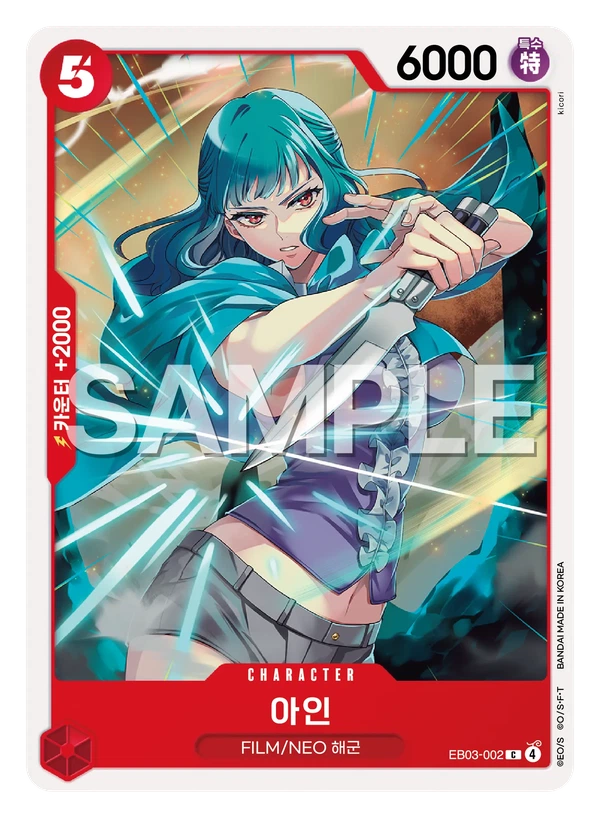 5
6000
특수
特
kicori
⚡카운터 +2000
SAMPLE
CHARACTER
아인
FILM/NEO 해군
EB03-002 C 4
©EO/S ©O/S·F·T BANDAI MADE IN KOREA